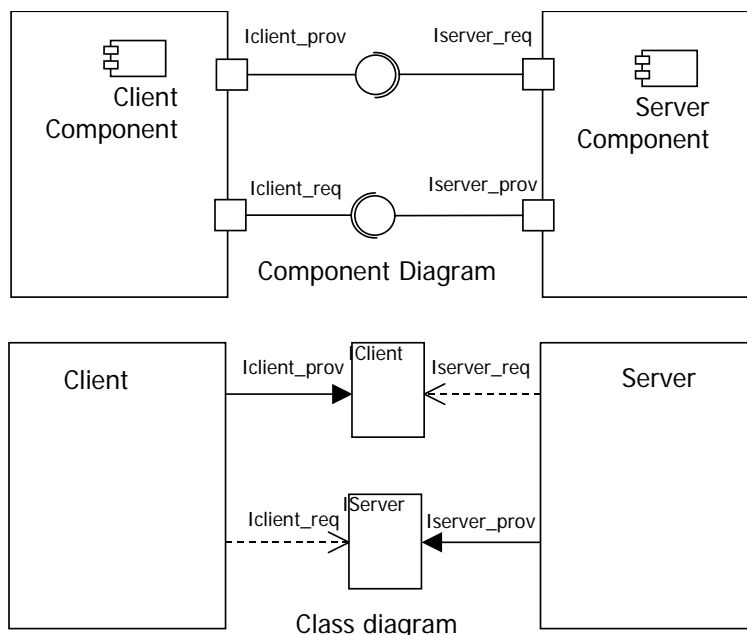 Iclient_prov
Iserver_req
Client
Component
Server
Component
Iclient_req
Iserver_prov
Component Diagram
Client
Iclient_prov
IClient
Iserver_req
Server
Iclient_req
IServer
Iserver_prov
Class diagram